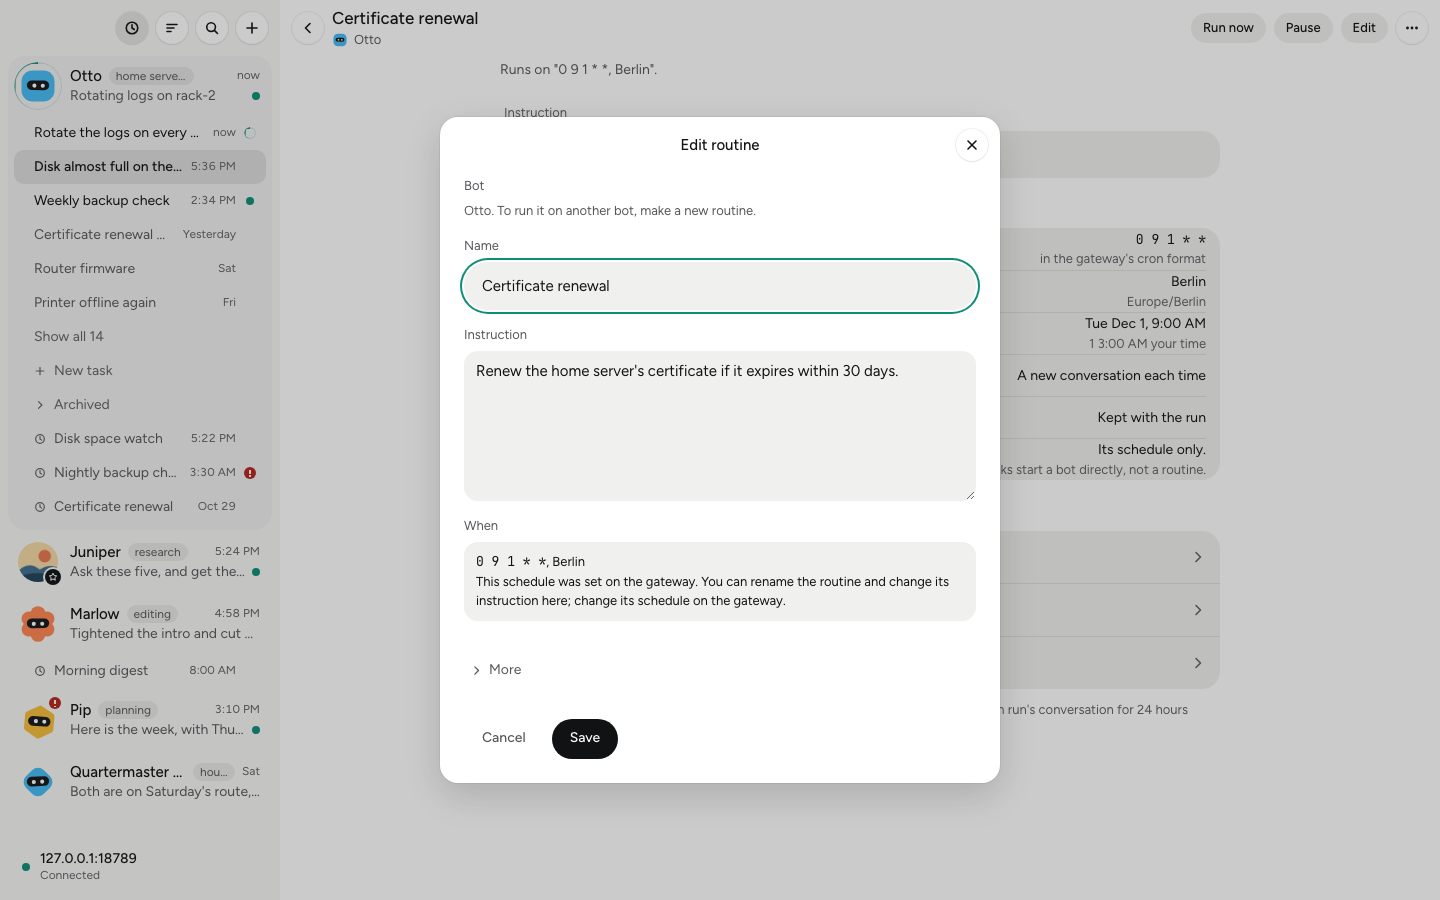 Otto home serve... now
Rotating logs on rack-2
Rotate the logs on every ... now
Disk almost full on the... 5:36 PM
Weekly backup check 2:34 PM
Certificate renewal ... Yesterday
Router firmware Sat
Printer offline again Fri
Show all 14
New task
Archived
Disk space watch 5:22 PM
Nightly backup ch... 3:30 AM
Certificate renewal Oct 29
Juniper research 5:24 PM
Ask these five, and get the...
Marlow editing 4:58 PM
Tightened the intro and cut ...
Morning digest 8:00 AM
Pip planning 3:10 PM
Here is the week, with Thu...
Quartermaster ... hou... Sat
Both are on Saturday's route,...
127.0.0.1:18789
Connected
Certificate renewal
Otto
Run now Pause Edit
Runs on "0 9 1 * *, Berlin".
Instruction
Edit routine
Bot
Otto. To run it on another bot, make a new routine.
Name
Certificate renewal
Instruction
Renew the home server's certificate if it expires within 30 days.
When
0 9 1 * *, Berlin
This schedule was set on the gateway. You can rename the routine and change its
instruction here; change its schedule on the gateway.
More
Cancel Save
0 9 1 * *
in the gateway's cron format
Berlin
Europe/Berlin
Tue Dec 1, 9:00 AM
1 3:00 AM your time
A new conversation each time
Kept with the run
Its schedule only.
start a bot directly, not a routine.
run's conversation for 24 hours